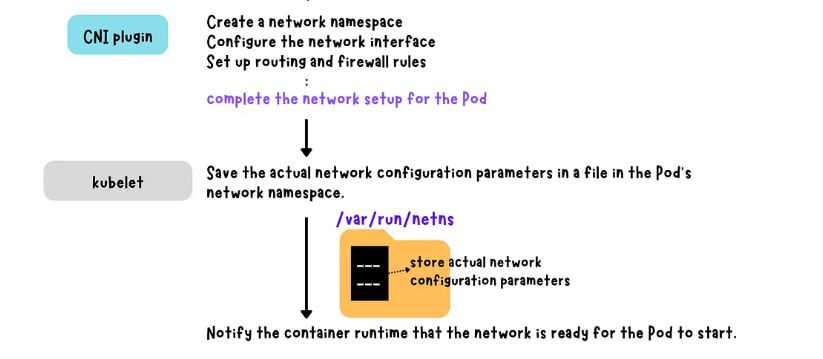 CNI plugin
Create a network namespace
Configure the network interface
Set up routing and firewall rules
:
complete the network setup for the Pod
kubelet
Save the actual network configuration parameters in a file in the Pod's
network namespace.
/var/run/netns
store actual network
configuration parameters
Notify the container runtime that the network is ready for the Pod to start.